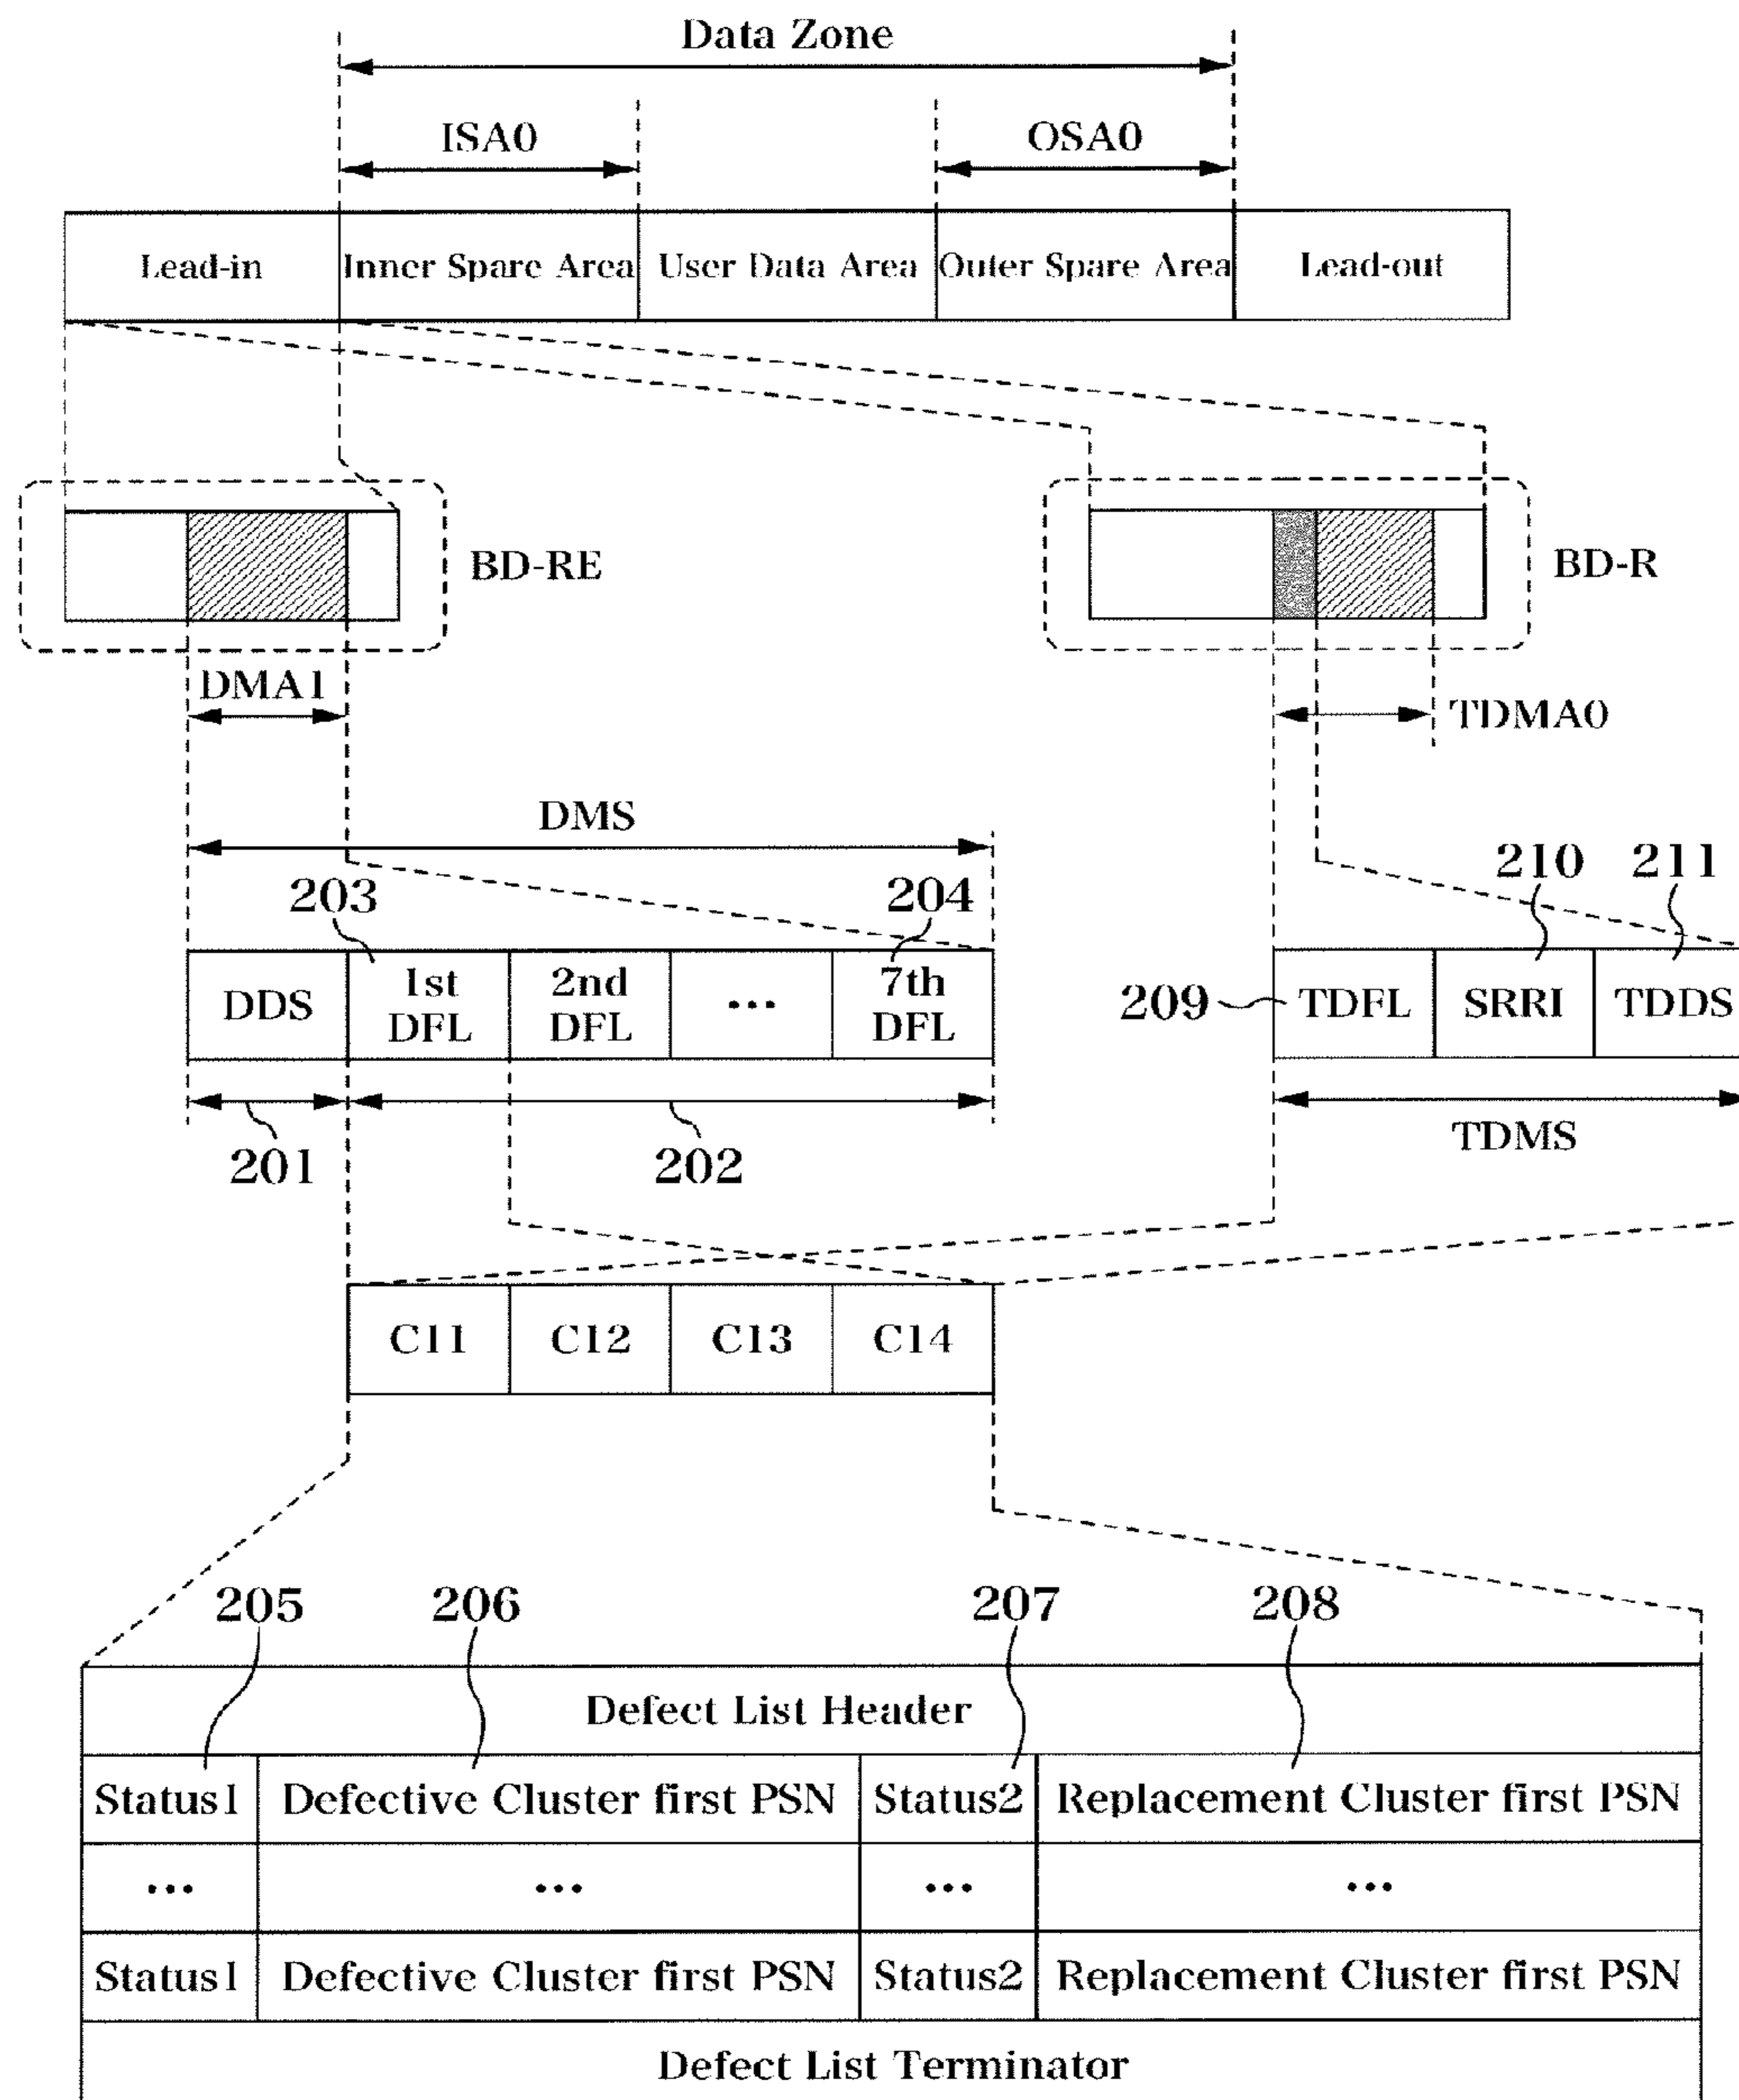 Data Zone
ISA0
OSA0
Lead-in
Inner Spare Area
User Data Area
Outer Spare Area
Lead-out
BD-RE
BD-R
DMA1
TDMA0
DMS
203
204
210
211
DDS
1st DFL
2nd DFL
...
7th DFL
209
TDFL
SRRI
TDDS
201
202
TDMS
C11
C12
C13
C14
205
206
207
208
Defect List Header
Status1
Defective Cluster first PSN
Status2
Replacement Cluster first PSN
...
...
...
...
Status1
Defective Cluster first PSN
Status2
Replacement Cluster first PSN
Defect List Terminator